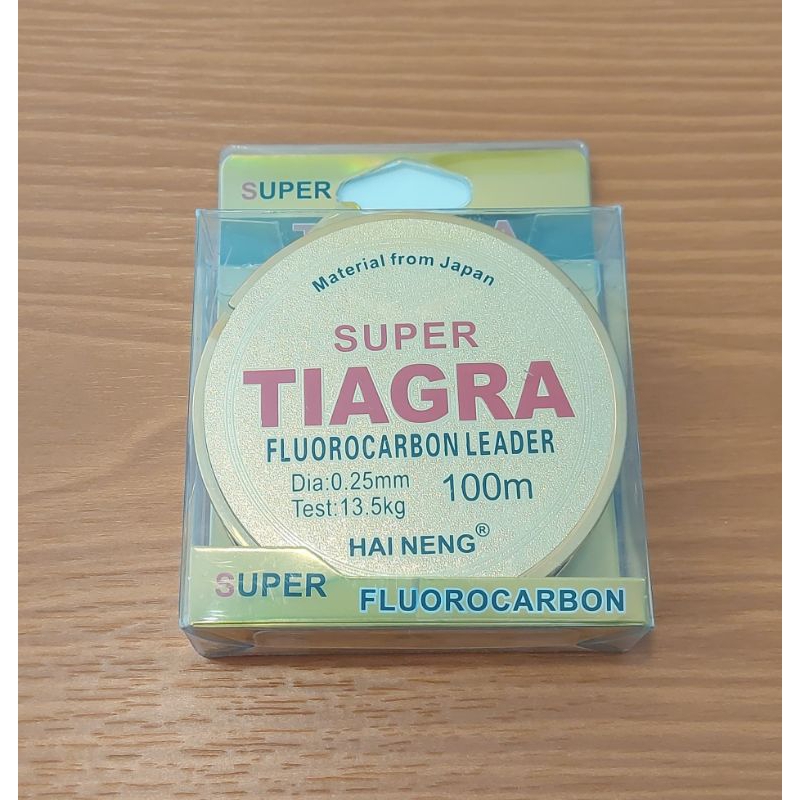 SUPER
Material from Japan
SUPER
TIAGRA
FLUOROCARBON LEADER
Dia:0.25mm
Test:13.5kg
100m
HAI NENG®
SUPER
FLUOROCARBON